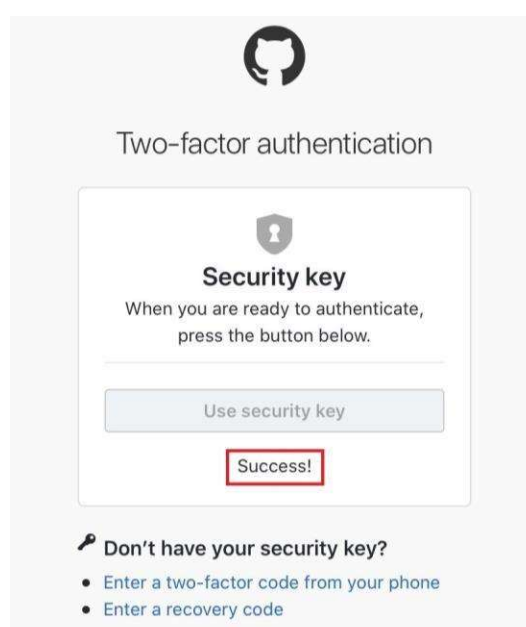 Two-factor authentication
Security key
When you are ready to authenticate,
press the button below.
Use security key
Success!
Don’t have your security key?
Enter a two-factor code from your phone
Enter a recovery code